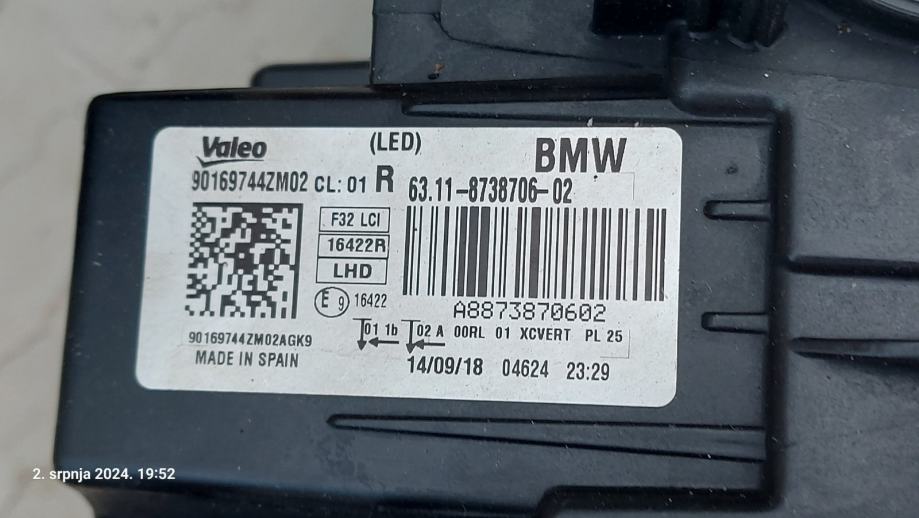 Valeo (LED) BMW
90169744ZM02 CL: 01 R 63.11-8738706-02
F32 LCI
16422R
LHD
E 9 16422
A8873870602
01 1b 02 A 00RL 01 XCVERT PL 25
90169744ZM02AGK9
MADE IN SPAIN
14/09/18 04624 23:29
2. srpnja 2024. 19:52